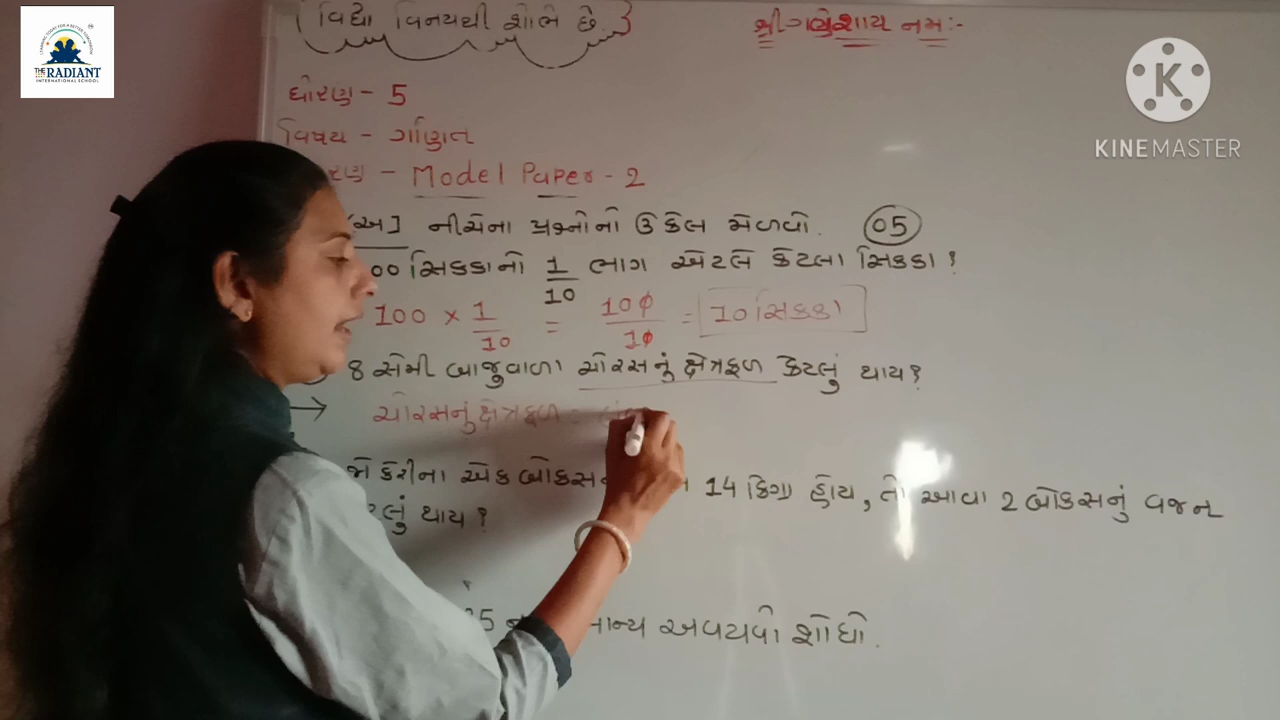 THE RADIANT
INTERNATIONAL SCHOOL
વિદ્યા વિનયથી શોભે છે
શ્રી ગણેશાય નમઃ-
KINEMASTER
ધોરણ - 5
વિષય - ગણિત
- Model Paper - 2
[અ] નીચેના પ્રશ્નોનો ઉકેલ મેળવો. 05
00 સિક્કાનો 1/10 ભાગ એટલે કેટલા સિક્કા?
100 × 1/10 = 100/10 = 10 સિક્કા
8 સેમી બાજુવાળા ચોરસનું ક્ષેત્રફળ કેટલું થાય?
→ ચોરસનું ક્ષેત્રફળ =
કેરીના એક બોક્સ 14 કિગ્રા હોય, તો આવા 2 બોક્સનું વજન
થાય?
અવયવો શોધો.